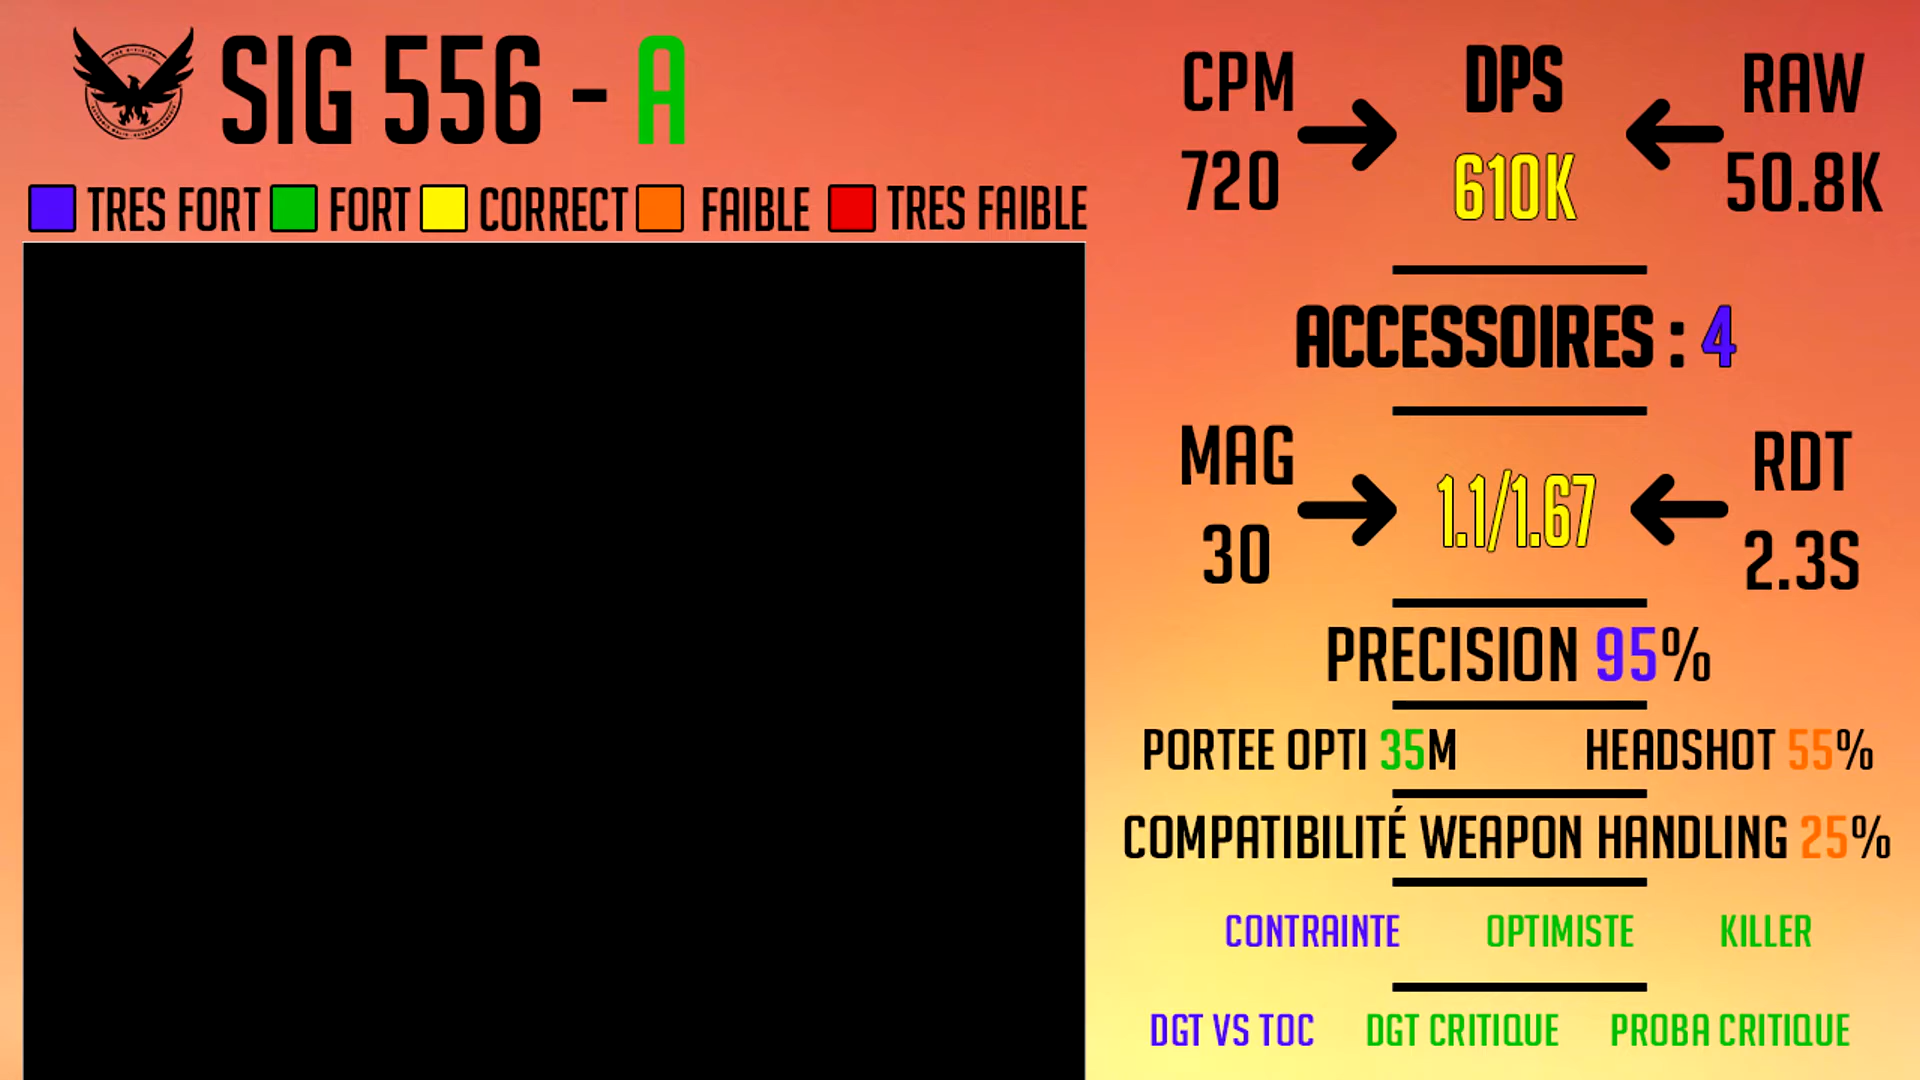 SIG 556 - A
TRES FORT FORT CORRECT FAIBLE TRES FAIBLE
CPM DPS RAW
720 610K 50.8K
ACCESSOIRES : 4
MAG RDT
1.1/1.67
30 2.3S
PRECISION 95%
PORTEE OPTI 35M HEADSHOT 55%
COMPATIBILITÉ WEAPON HANDLING 25%
CONTRAINTE OPTIMISTE KILLER
DGT VS TOC DGT CRITIQUE PROBA CRITIQUE